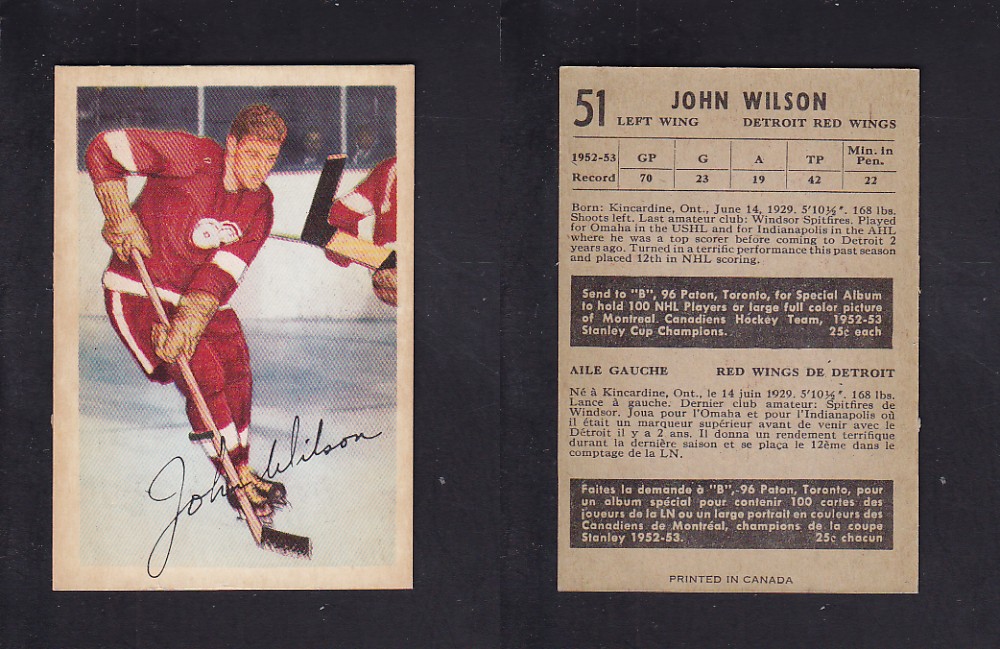 John Wilson
51 JOHN WILSON
LEFT WING DETROIT RED WINGS
1952-53 GP G A TP Min. in Pen.
Record 70 23 19 42 22
Born: Kincardine, Ont., June 14, 1929. 5'10½". 168 lbs.
Shoots left. Last amateur club: Windsor Spitfires. Played
for Omaha in the USHL and for Indianapolis in the AHL
where he was a top scorer before coming to Detroit 2
years ago. Turned in a terrific performance this past season
and placed 12th in NHL scoring.
Send to "B", 96 Paton, Toronto, for Special Album
to hold 100 NHL Players or large full color picture
of Montreal Canadiens Hockey Team, 1952-53
Stanley Cup Champions. 25c each
AILE GAUCHE RED WINGS DE DETROIT
Né à Kincardine, Ont., le 14 juin 1929. 5'10½". 168 lbs.
Lance à gauche. Dernier club amateur: Spitfires de
Windsor. Joua pour l'Omaha et pour l'Indianapolis où
il était un marqueur supérieur avant de venir avec le
Détroit il y a 2 ans. Il donna un rendement terrifique
durant la dernière saison et se plaça le 12ème dans le
comptage de la LN.
Faites la demande à "B",-96 Paton, Toronto, pour
un album spécial pour contenir 100 cartes des
joueurs de la LN ou un large portrait en couleurs des
Canadiens de Montréal, champions de la coupe
Stanley 1952-53. 25c chacun
PRINTED IN CANADA